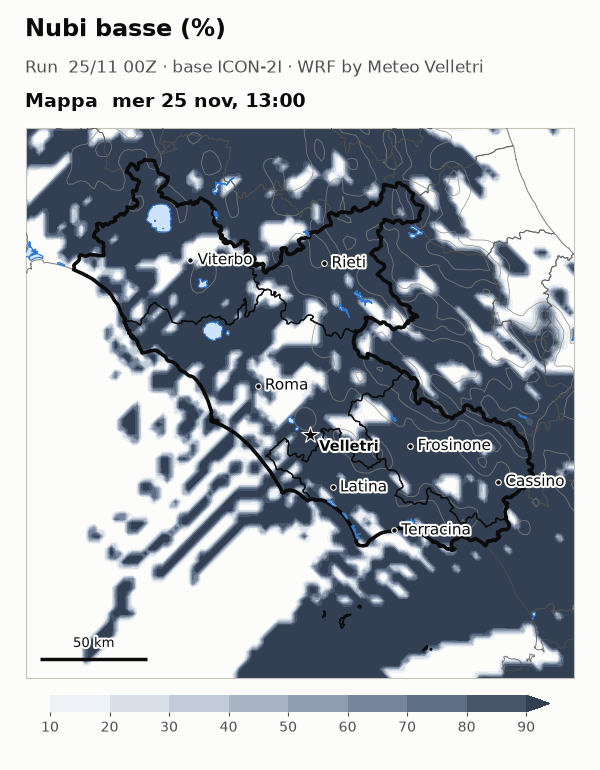 Nubi basse (%)
Run 25/11 00Z · base ICON-2I · WRF by Meteo Velletri
Mappa mer 25 nov, 13:00
Viterbo
Rieti
Roma
Velletri
Frosinone
Latina
Cassino
Terracina
50 km
10 20 30 40 50 60 70 80 90